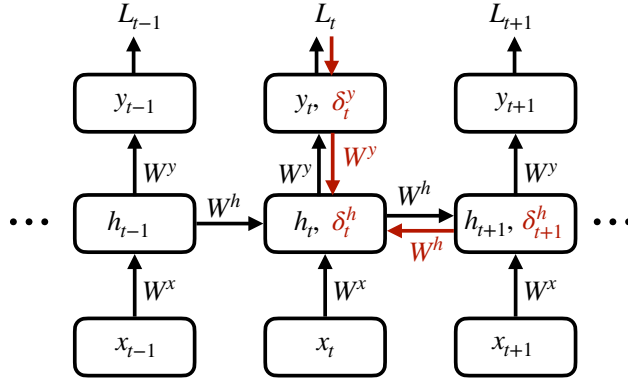 L_{t-1} L_t L_{t+1}
y_{t-1} y_t, δ_t^y y_{t+1}
W^y W^y W^y W^y
W^h W^h
... h_{t-1} h_t, δ_t^h h_{t+1}, δ_{t+1}^h ...
W^h
W^x W^x W^x
x_{t-1} x_t x_{t+1}